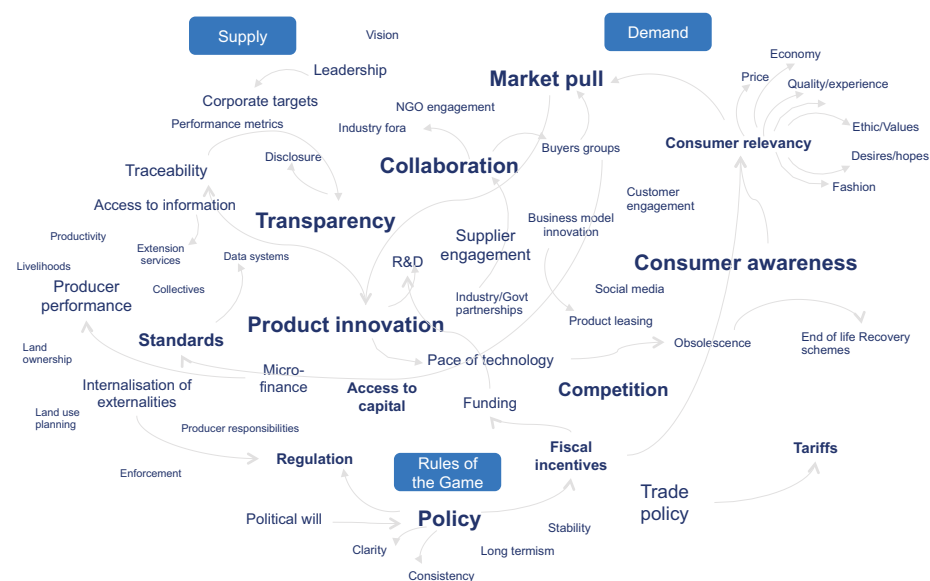 Supply
Vision
Demand
Leadership
Market pull
Economy
Price
Quality/experience
Corporate targets
NGO engagement
Performance metrics
Industry fora
Ethic/Values
Disclosure
Collaboration
Buyers groups
Consumer relevancy
Desires/hopes
Traceability
Fashion
Access to information
Transparency
Customer
engagement
Business model
innovation
Productivity
Extension
services
Data systems
Supplier
engagement
Livelihoods
R&D
Consumer awareness
Producer
performance
Collectives
Social media
Industry/Govt
partnerships
Product innovation
Product leasing
Standards
Land
ownership
Obsolescence
End of life Recovery
schemes
Pace of technology
Micro-
finance
Internalisation of
externalities
Access to
capital
Competition
Funding
Land use
planning
Producer responsibilities
Enforcement
Regulation
Rules of
the Game
Fiscal
incentives
Tariffs
Trade
policy
Political will
Policy
Stability
Clarity
Long termism
Consistency